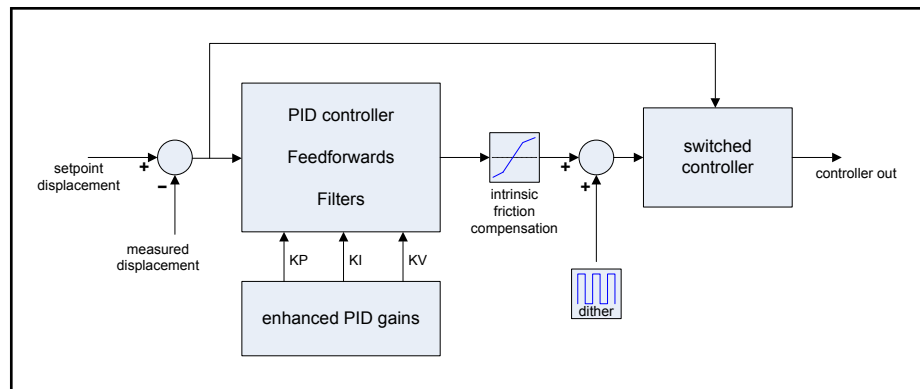 PID controller
Feedforwards
Filters
switched
controller
+
−
setpoint
displacement
measured
displacement
+
+
intrinsic
friction
compensation
controller out
KP
KI
KV
enhanced PID gains
dither